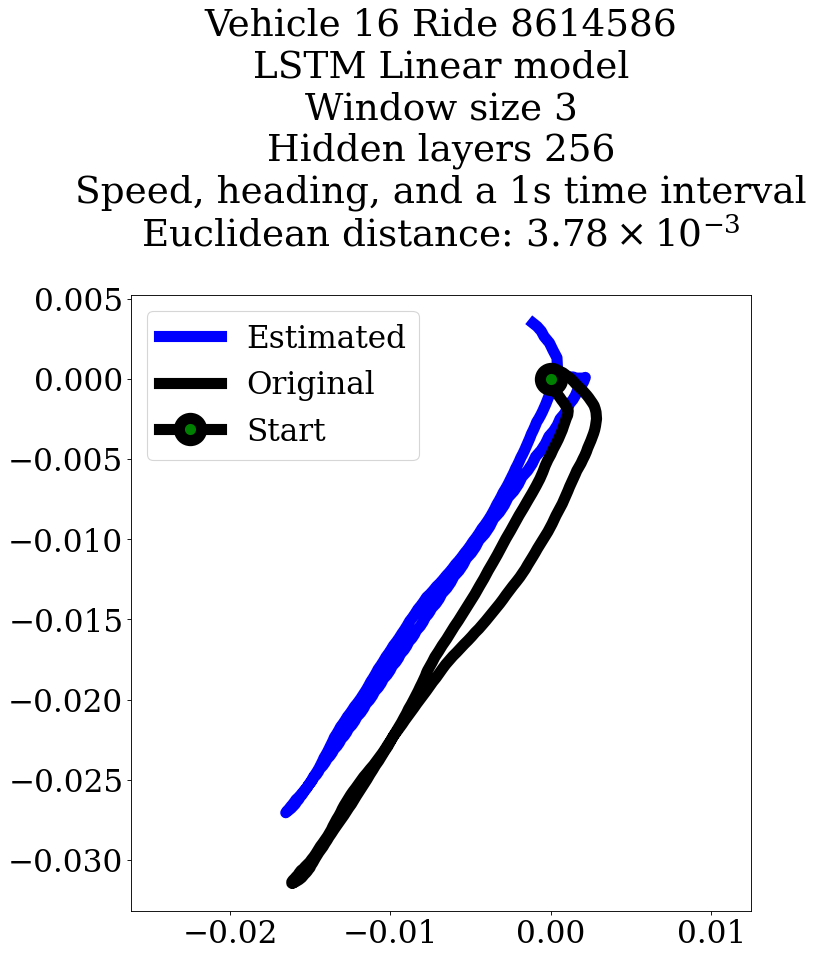 Vehicle 16 Ride 8614586
LSTM Linear model
Window size 3
Hidden layers 256
Speed, heading, and a 1s time interval
Euclidean distance: 3.78 × 10⁻³
0.005
0.000
−0.005
−0.010
−0.015
−0.020
−0.025
−0.030
Estimated
Original
Start
−0.02
−0.01
0.00
0.01